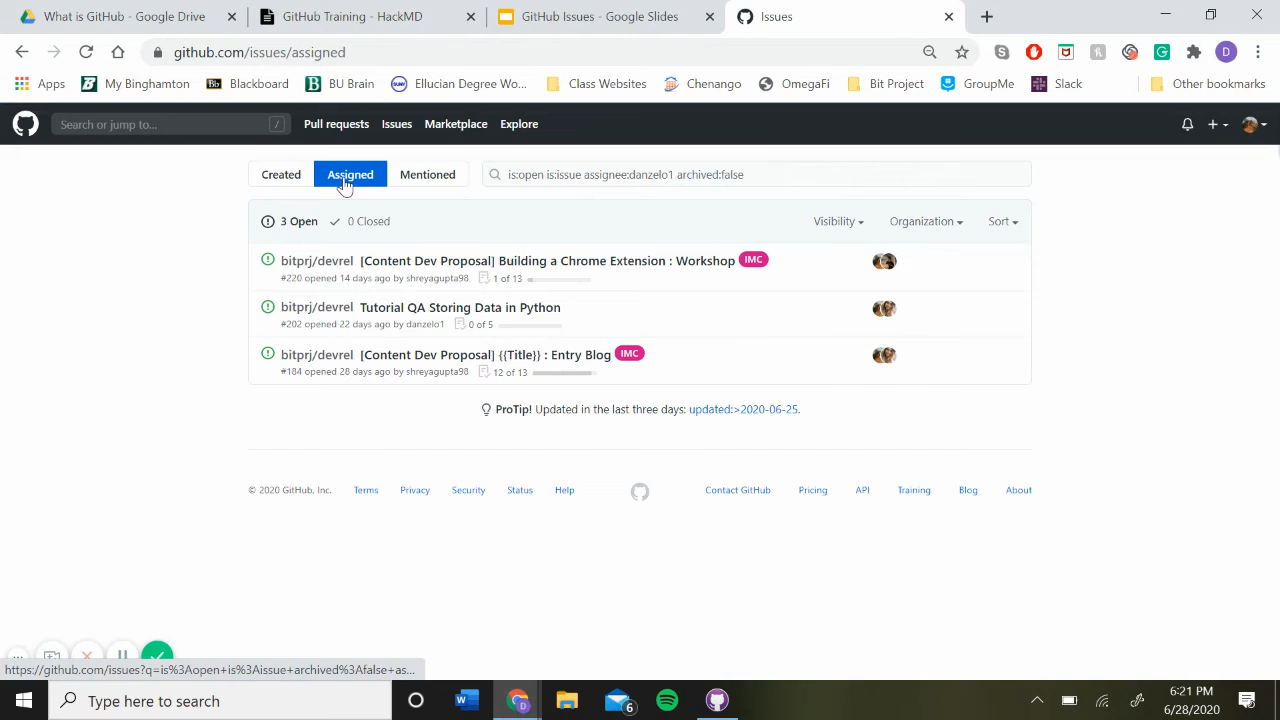 What is GitHub - Google Drive
GitHub Training - HackMD
GitHub Issues - Google Slides
Issues
github.com/issues/assigned
D
Apps
My Binghamton
Blackboard
BU Brain
Ellucian Degree Wo...
Class Websites
Chenango
OmegaFi
Bit Project
GroupMe
Slack
Other bookmarks
Search or jump to...
/
Pull requests
Issues
Marketplace
Explore
Created
Assigned
Mentioned
is:open is:issue assignee:danzelo1 archived:false
3 Open
0 Closed
Visibility
Organization
Sort
bitprj/devrel [Content Dev Proposal] Building a Chrome Extension : Workshop IMC
#220 opened 14 days ago by shreyagupta98 1 of 13
bitprj/devrel Tutorial QA Storing Data in Python
#202 opened 22 days ago by danzelo1 0 of 5
bitprj/devrel [Content Dev Proposal] {{Title}} : Entry Blog IMC
#184 opened 28 days ago by shreyagupta98 12 of 13
ProTip! Updated in the last three days: updated:>2020-06-25.
© 2020 GitHub, Inc.
Terms
Privacy
Security
Status
Help
Contact GitHub
Pricing
API
Training
Blog
About
https://github.com/issues?q=is%3Aopen+is%3Aissue+archived%3Afalse+as...
Type here to search
6
6:21 PM
6/28/2020